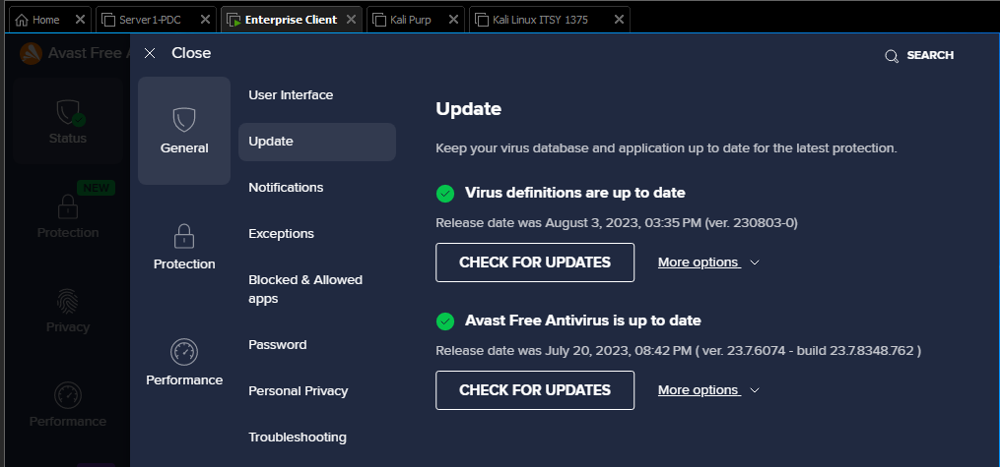 Home
Server1-PDC
Enterprise Client
Kali Purp
Kali Linux ITSY 1375
Avast Free A
Close
SEARCH
Status
NEW
Protection
Privacy
Performance
General
Protection
Performance
User Interface
Update
Notifications
Exceptions
Blocked & Allowed
apps
Password
Personal Privacy
Troubleshooting
Update
Keep your virus database and application up to date for the latest protection.
Virus definitions are up to date
Release date was August 3, 2023, 03:35 PM (ver. 230803-0)
CHECK FOR UPDATES More options
Avast Free Antivirus is up to date
Release date was July 20, 2023, 08:42 PM ( ver. 23.7.6074 - build 23.7.8348.762 )
CHECK FOR UPDATES More options